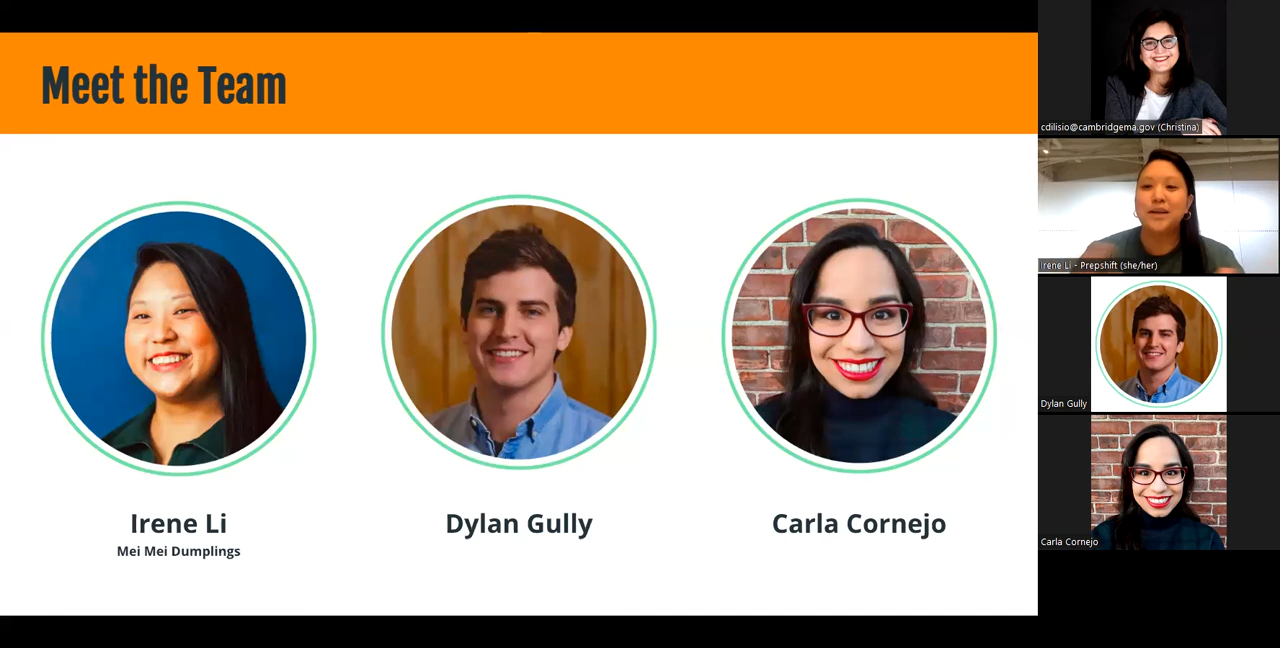 Meet the Team
Irene Li
Mei Mei Dumplings
Dylan Gully
Carla Cornejo
cdilisio@cambridgema.gov (Christina)
Irene Li - Prepshift (she/her)
Dylan Gully
Carla Cornejo